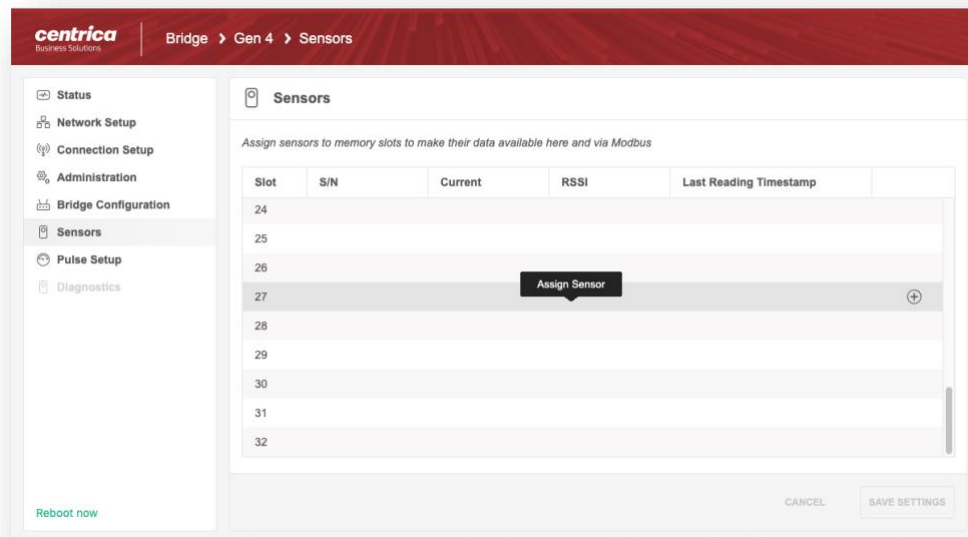 centrica
Business Solutions
Bridge > Gen 4 > Sensors
Status
Network Setup
Connection Setup
Administration
Bridge Configuration
Sensors
Pulse Setup
Diagnostics
Reboot now
Sensors
Assign sensors to memory slots to make their data available here and via Modbus
Slot S/N Current RSSI Last Reading Timestamp
24
25
26
Assign Sensor
27
28
29
30
31
32
CANCEL SAVE SETTINGS